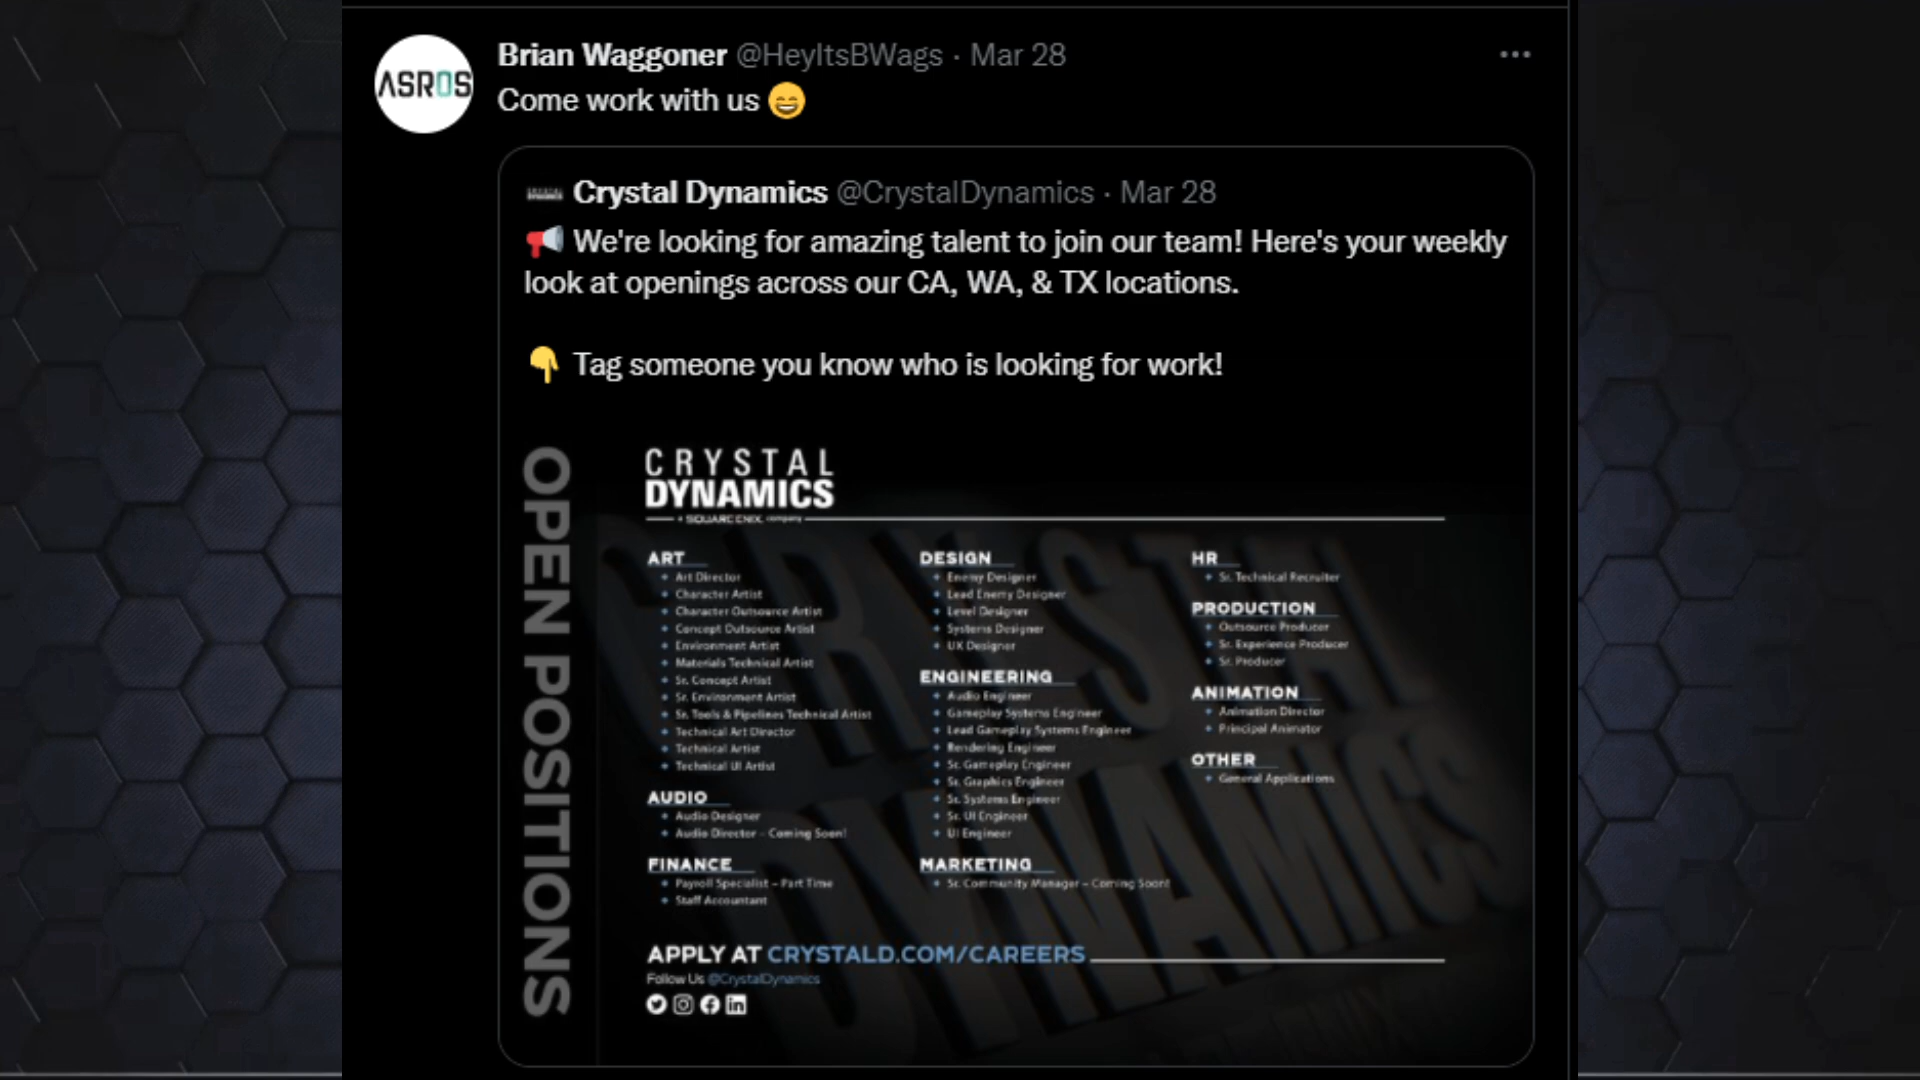 ASROS
Brian Waggoner @HeyItsBWags · Mar 28
Come work with us 😄
Crystal Dynamics @CrystalDynamics · Mar 28
📢 We're looking for amazing talent to join our team! Here's your weekly
look at openings across our CA, WA, & TX locations.
👇 Tag someone you know who is looking for work!
OPEN POSITIONS
CRYSTAL
DYNAMICS
SQUARE ENIX company
ART
Art Director
Character Artist
Character Outsource Artist
Concept Outsource Artist
Environment Artist
Materials Technical Artist
Sr. Concept Artist
Sr. Environment Artist
Sr. Tools & Pipelines Technical Artist
Technical Art Director
Technical Artist
Technical UI Artist
AUDIO
Audio Designer
Audio Director – Coming Soon!
FINANCE
Payroll Specialist – Part Time
Staff Accountant
DESIGN
Enemy Designer
Lead Enemy Designer
Level Designer
Systems Designer
UX Designer
ENGINEERING
Audio Engineer
Gameplay Systems Engineer
Lead Gameplay Systems Engineer
Rendering Engineer
Sr. Gameplay Engineer
Sr. Graphics Engineer
Sr. Systems Engineer
Sr. UI Engineer
UI Engineer
MARKETING
Sr. Community Manager – Coming Soon!
HR
Sr. Technical Recruiter
PRODUCTION
Outsource Producer
Sr. Experience Producer
Sr. Producer
ANIMATION
Animation Director
Principal Animator
OTHER
General Applications
APPLY AT CRYSTALD.COM/CAREERS
Follow Us @CrystalDynamics
CRYSTAL
DYNAMICS